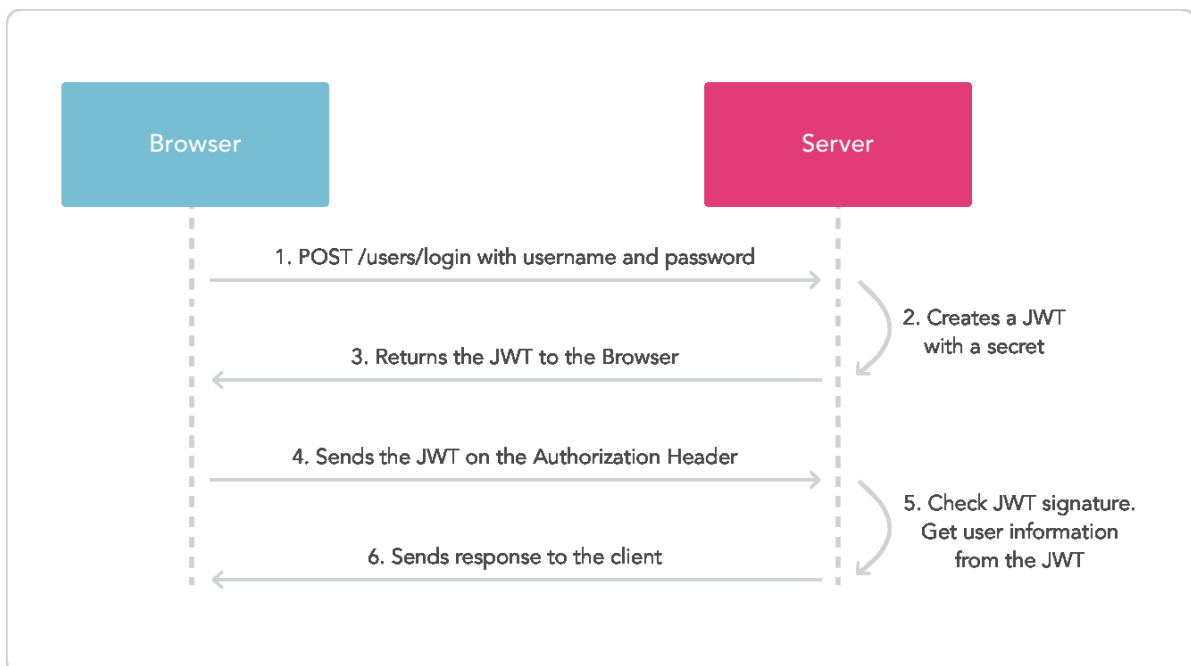 Browser
Server
1. POST /users/login with username and password
2. Creates a JWT
with a secret
3. Returns the JWT to the Browser
4. Sends the JWT on the Authorization Header
5. Check JWT signature.
Get user information
from the JWT
6. Sends response to the client